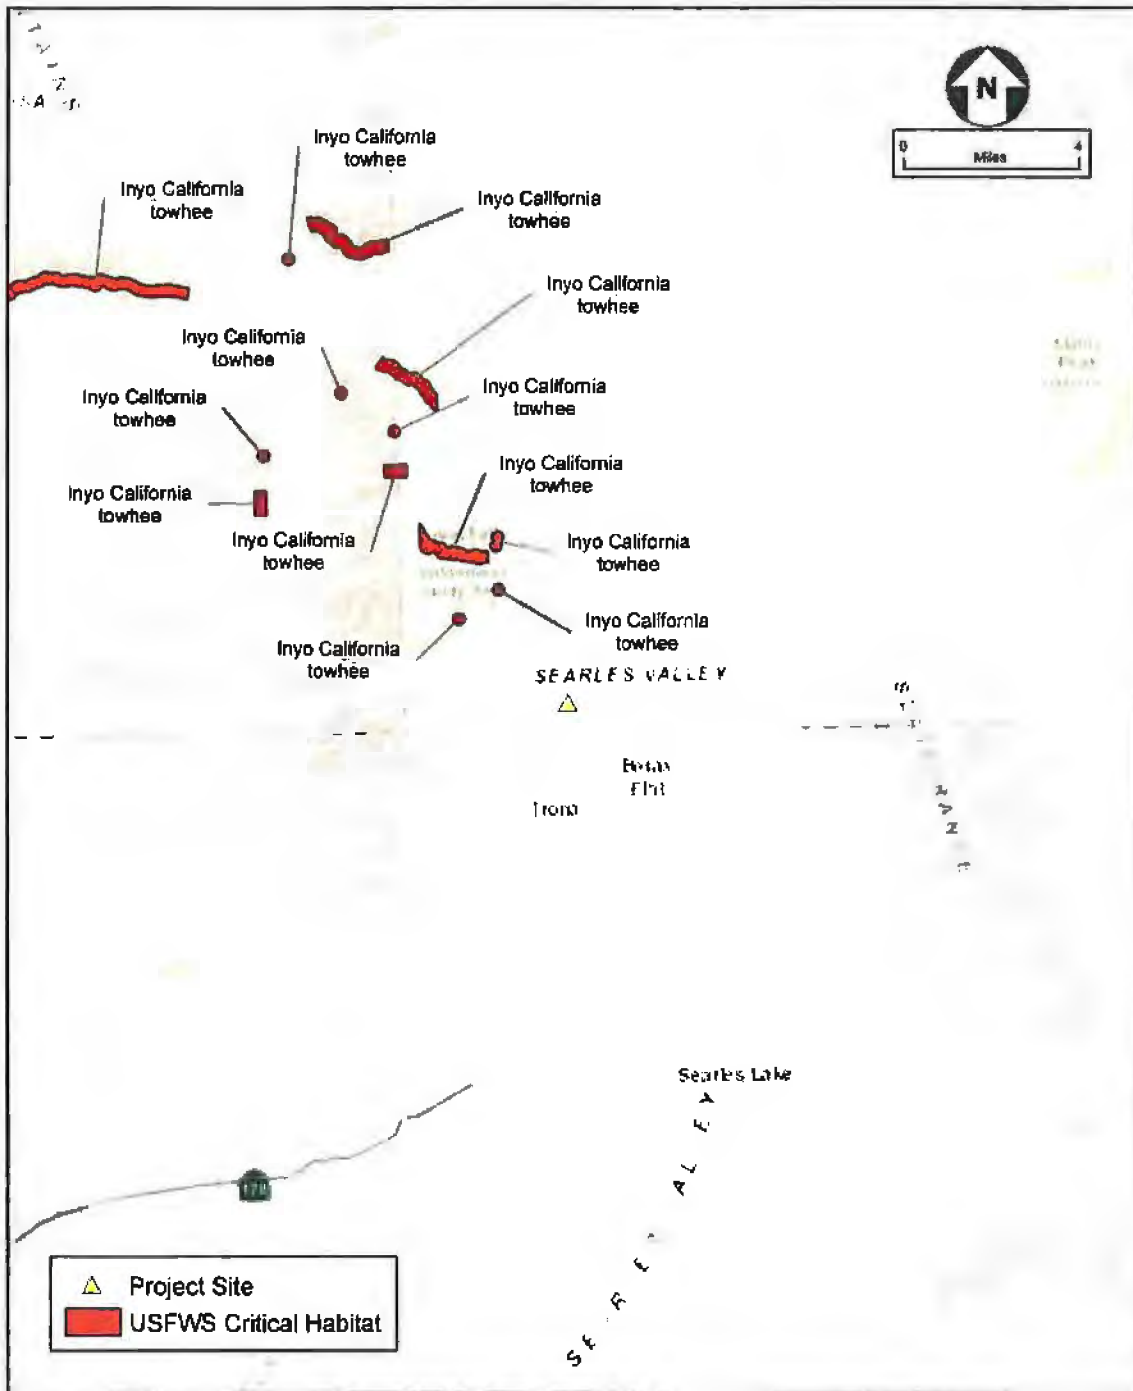 N
0 4
Miles
Inyo California
towhee
Inyo California
towhee
Inyo California
towhee
Inyo California
towhee
Inyo California
towhee
Inyo California
towhee
Inyo California
towhee
Inyo California
towhee
Inyo California
towhee
Inyo California
towhee
Inyo California
towhee
Inyo California
towhee
Inyo California
towhee
SEARLES VALLEY
Trona
Searles Lake
Project Site
USFWS Critical Habitat